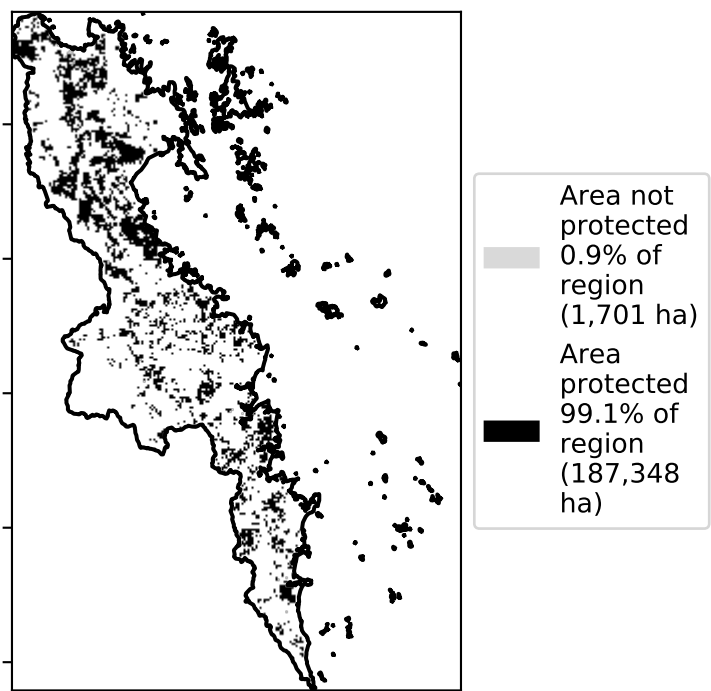 Area not
protected
0.9% of
region
(1,701 ha)
Area
protected
99.1% of
region
(187,348
ha)